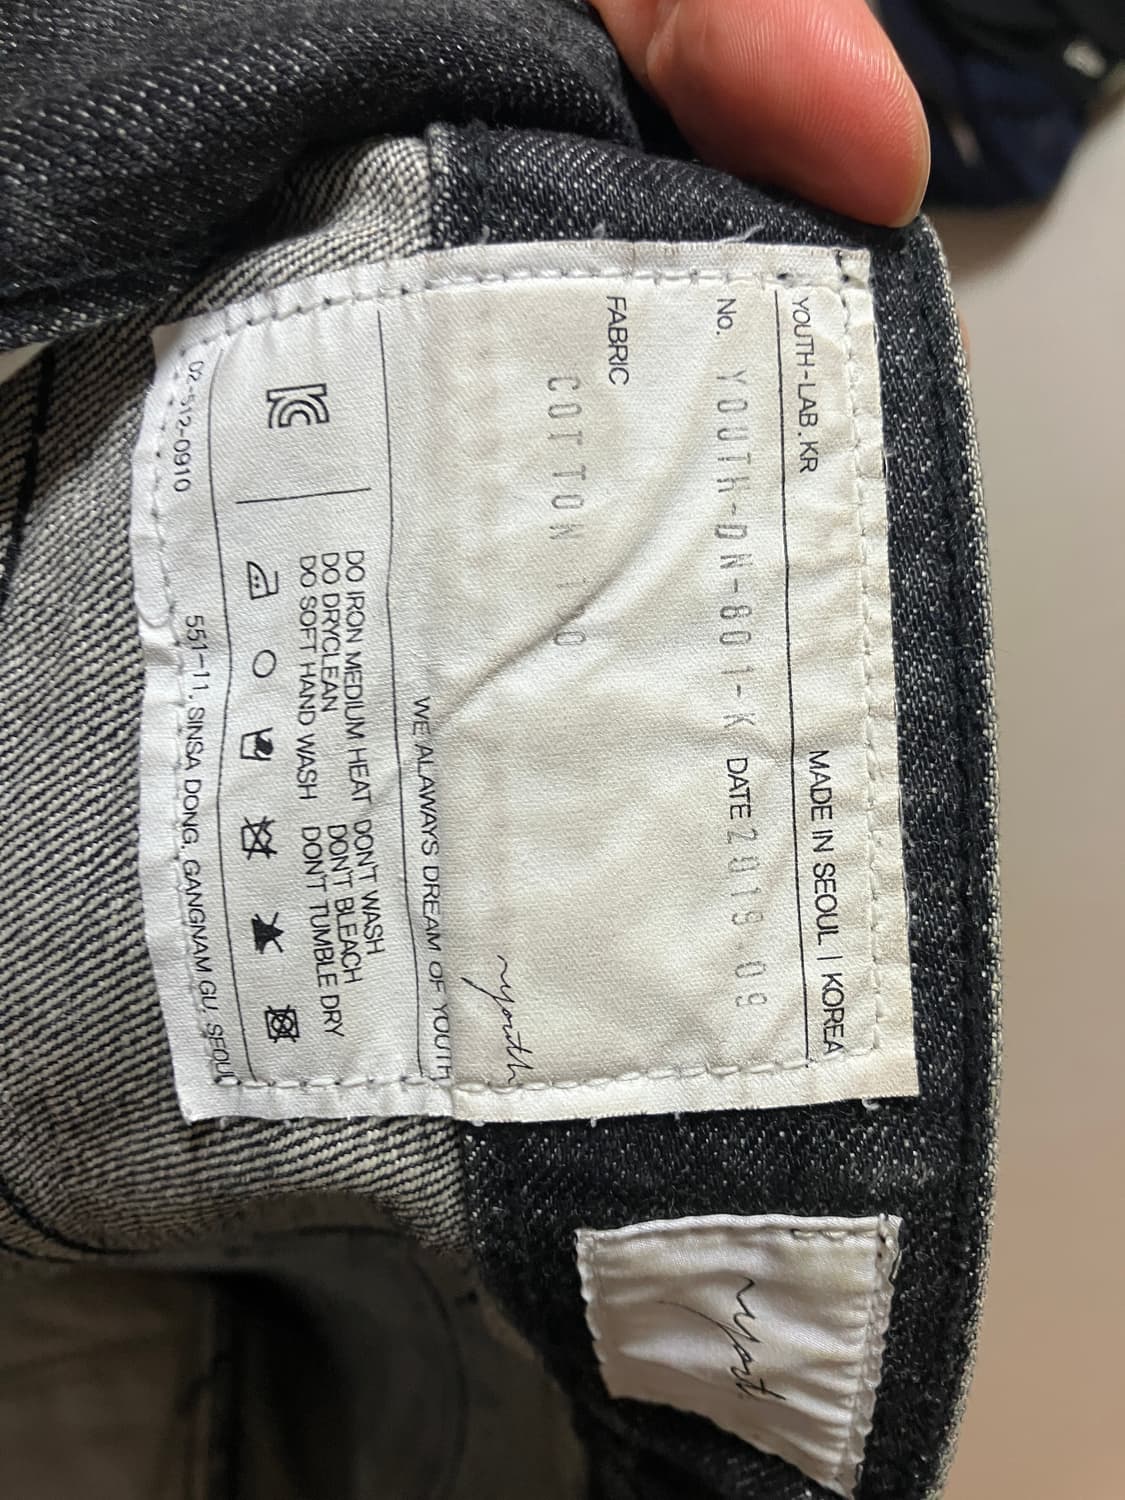 YOUTH-LAB.KR MADE IN SEOUL | KOREA
No. YOUTH-DN-801-K DATE 2019-09
FABRIC
COTTON 100
youth
WE ALAWAYS DREAM OF YOUTH
DO IRON MEDIUM HEAT DON'T WASH
DO DRYCLEAN DON'T BLEACH
DO SOFT HAND WASH DON'T TUMBLE DRY
02-512-0910 551-11, SINSA DONG, GANGNAM GU, SEOUL
youth